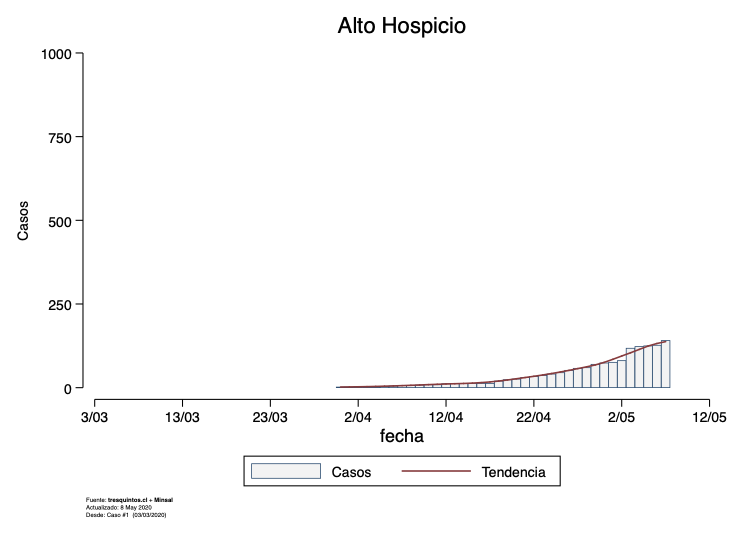 Alto Hospicio
1000
750
500
250
0
Casos
3/03 13/03 23/03 2/04 12/04 22/04 2/05 12/05
fecha
Casos Tendencia
Fuente: tresquintos.cl + Minsal
Actualizado: 8 May 2020
Desde: Caso #1 (03/03/2020)